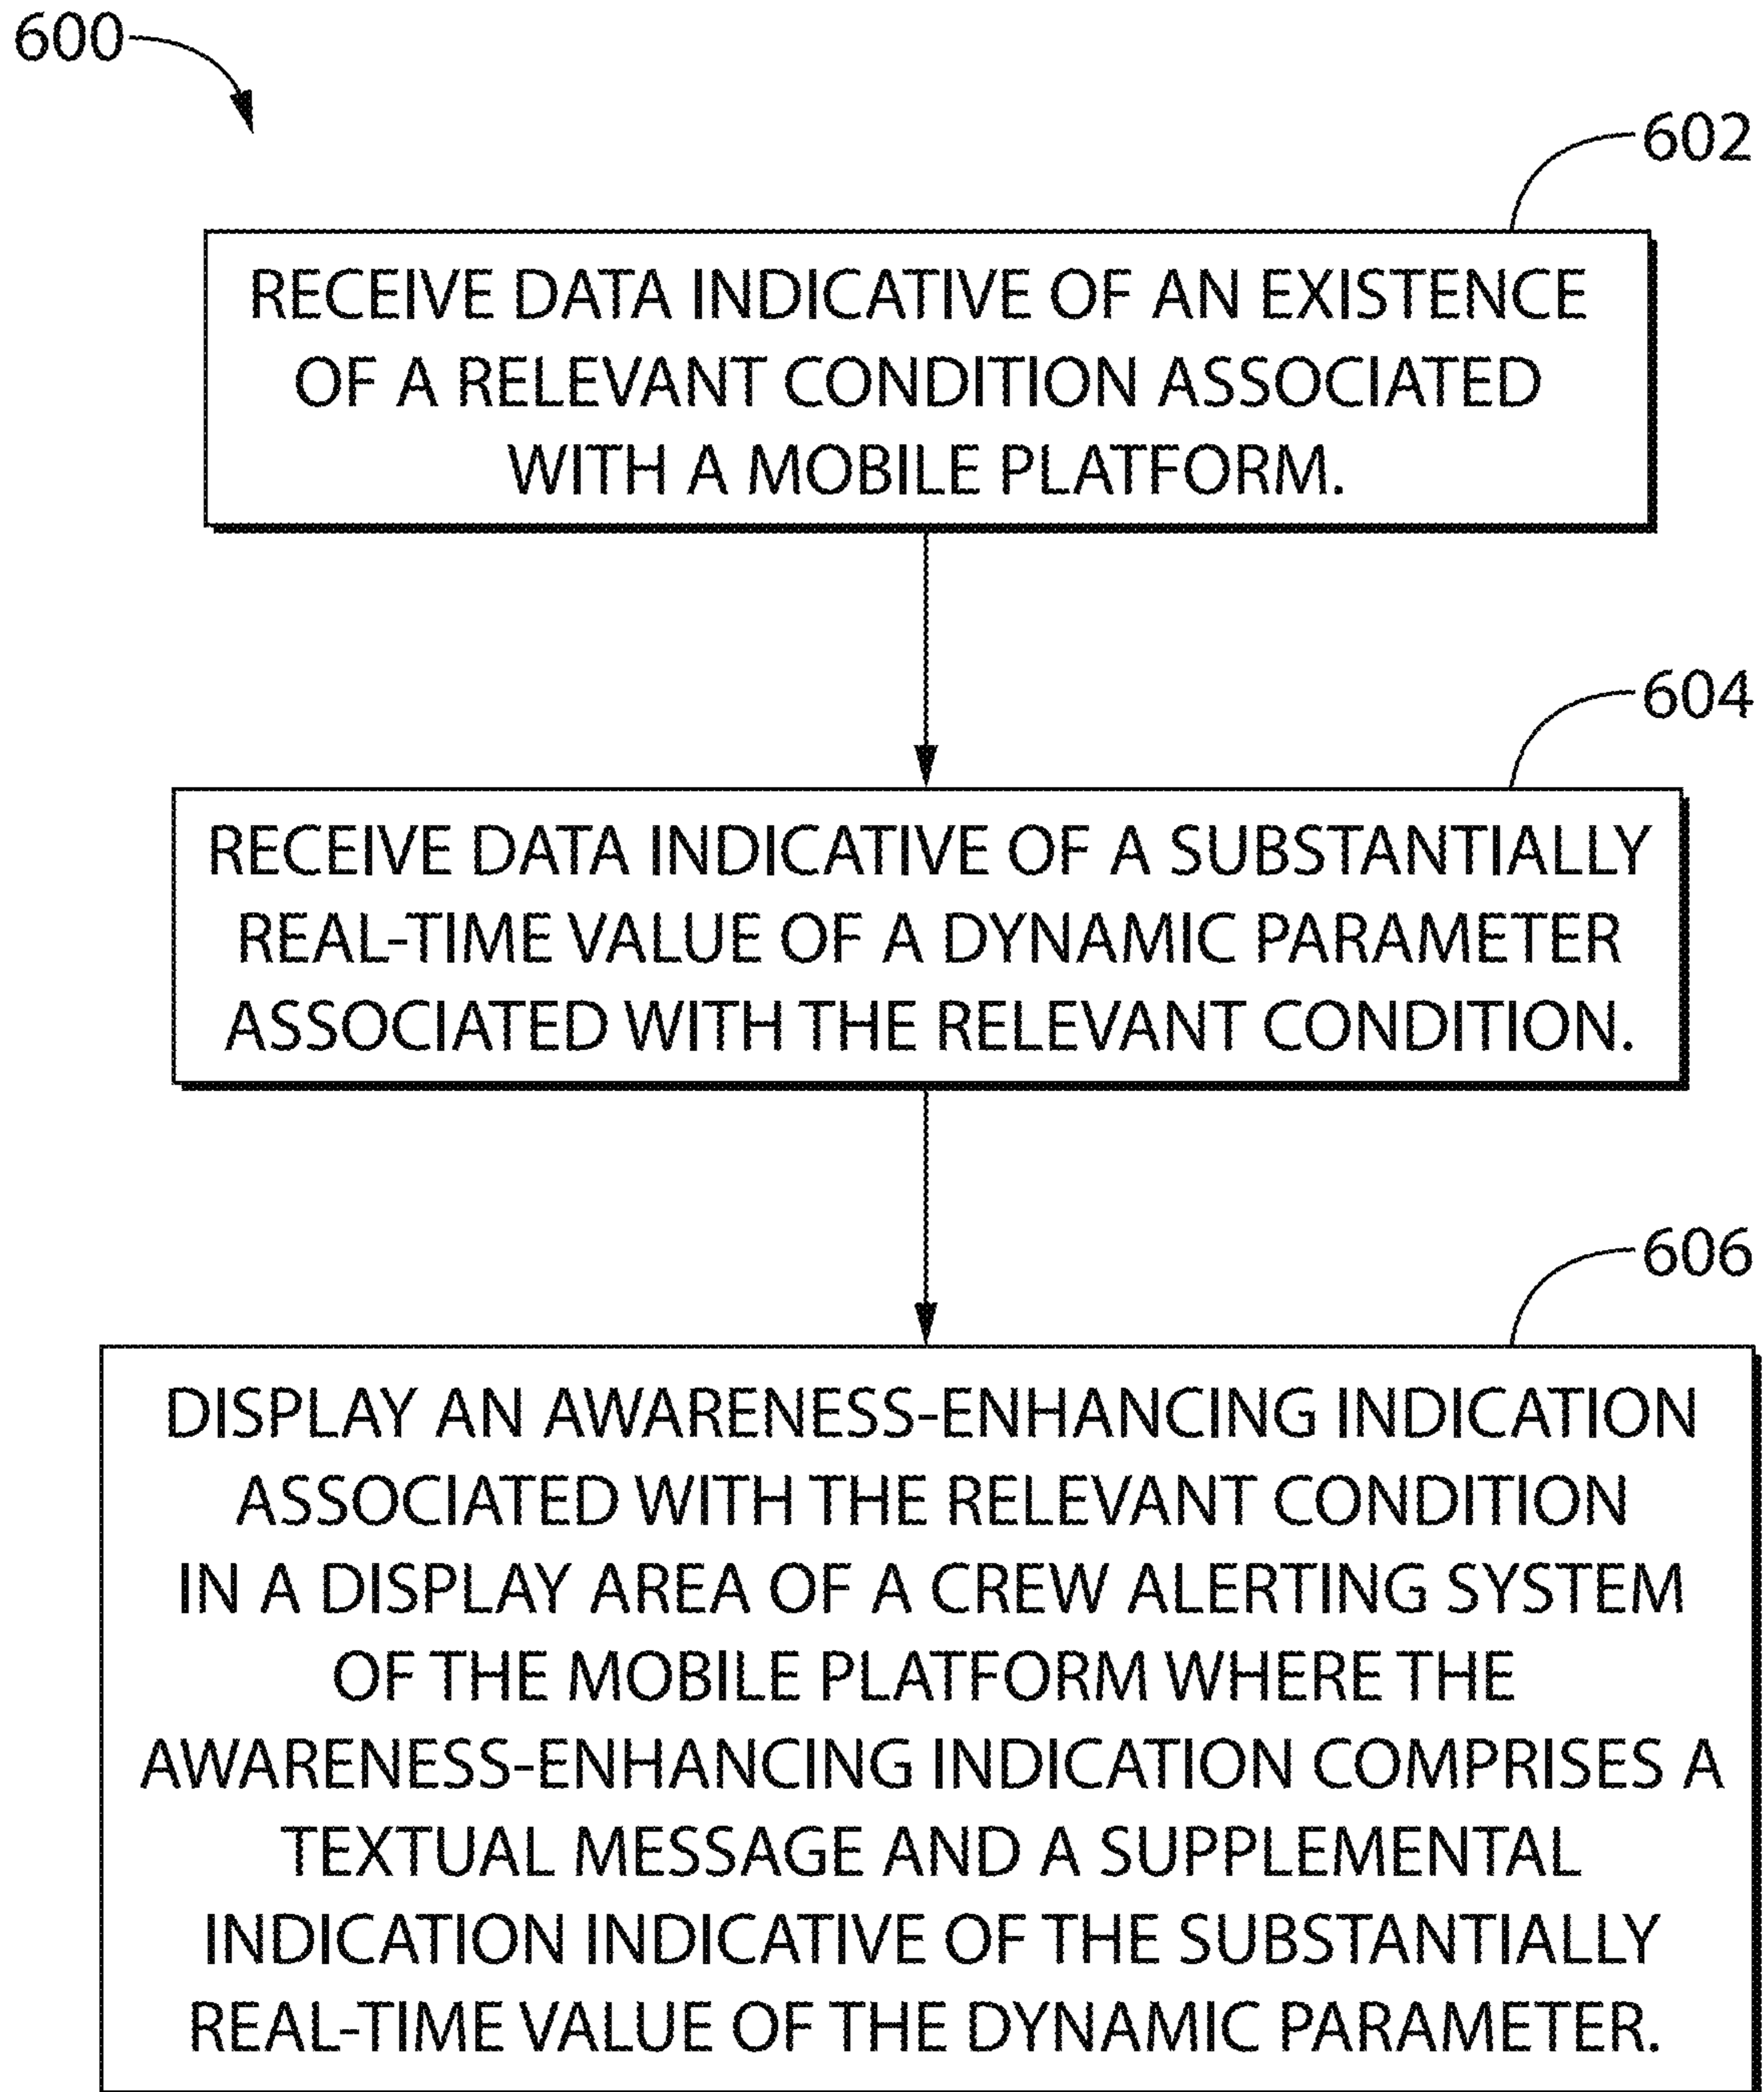 600
602
RECEIVE DATA INDICATIVE OF AN EXISTENCE
OF A RELEVANT CONDITION ASSOCIATED
WITH A MOBILE PLATFORM.
604
RECEIVE DATA INDICATIVE OF A SUBSTANTIALLY
REAL-TIME VALUE OF A DYNAMIC PARAMETER
ASSOCIATED WITH THE RELEVANT CONDITION.
606
DISPLAY AN AWARENESS-ENHANCING INDICATION
ASSOCIATED WITH THE RELEVANT CONDITION
IN A DISPLAY AREA OF A CREW ALERTING SYSTEM
OF THE MOBILE PLATFORM WHERE THE
AWARENESS-ENHANCING INDICATION COMPRISES A
TEXTUAL MESSAGE AND A SUPPLEMENTAL
INDICATION INDICATIVE OF THE SUBSTANTIALLY
REAL-TIME VALUE OF THE DYNAMIC PARAMETER.